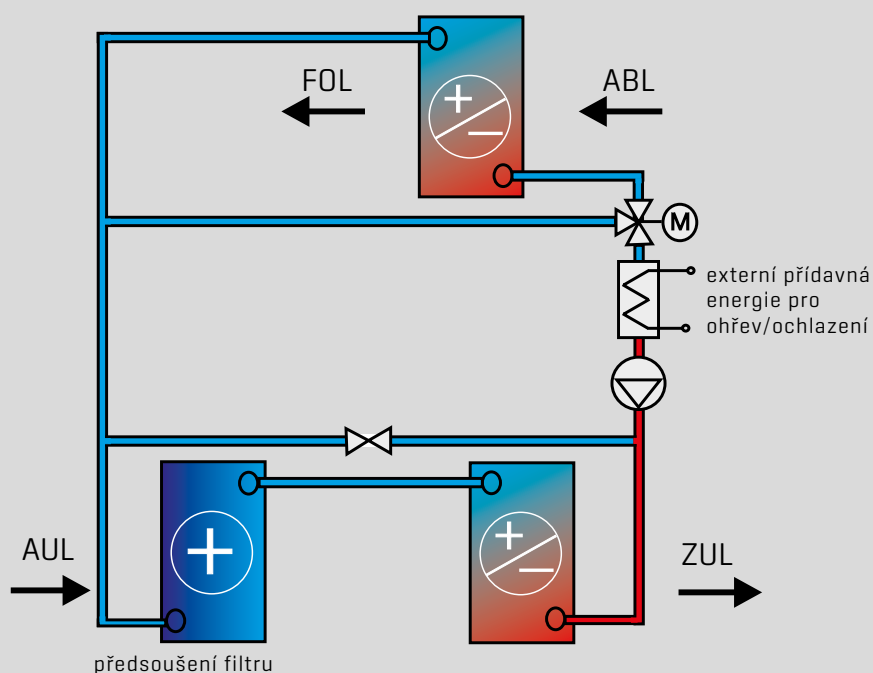 FOL
ABL
M
externí přídavná
energie pro
ohřev/ochlazení
AUL
ZUL
předsoušení filtru